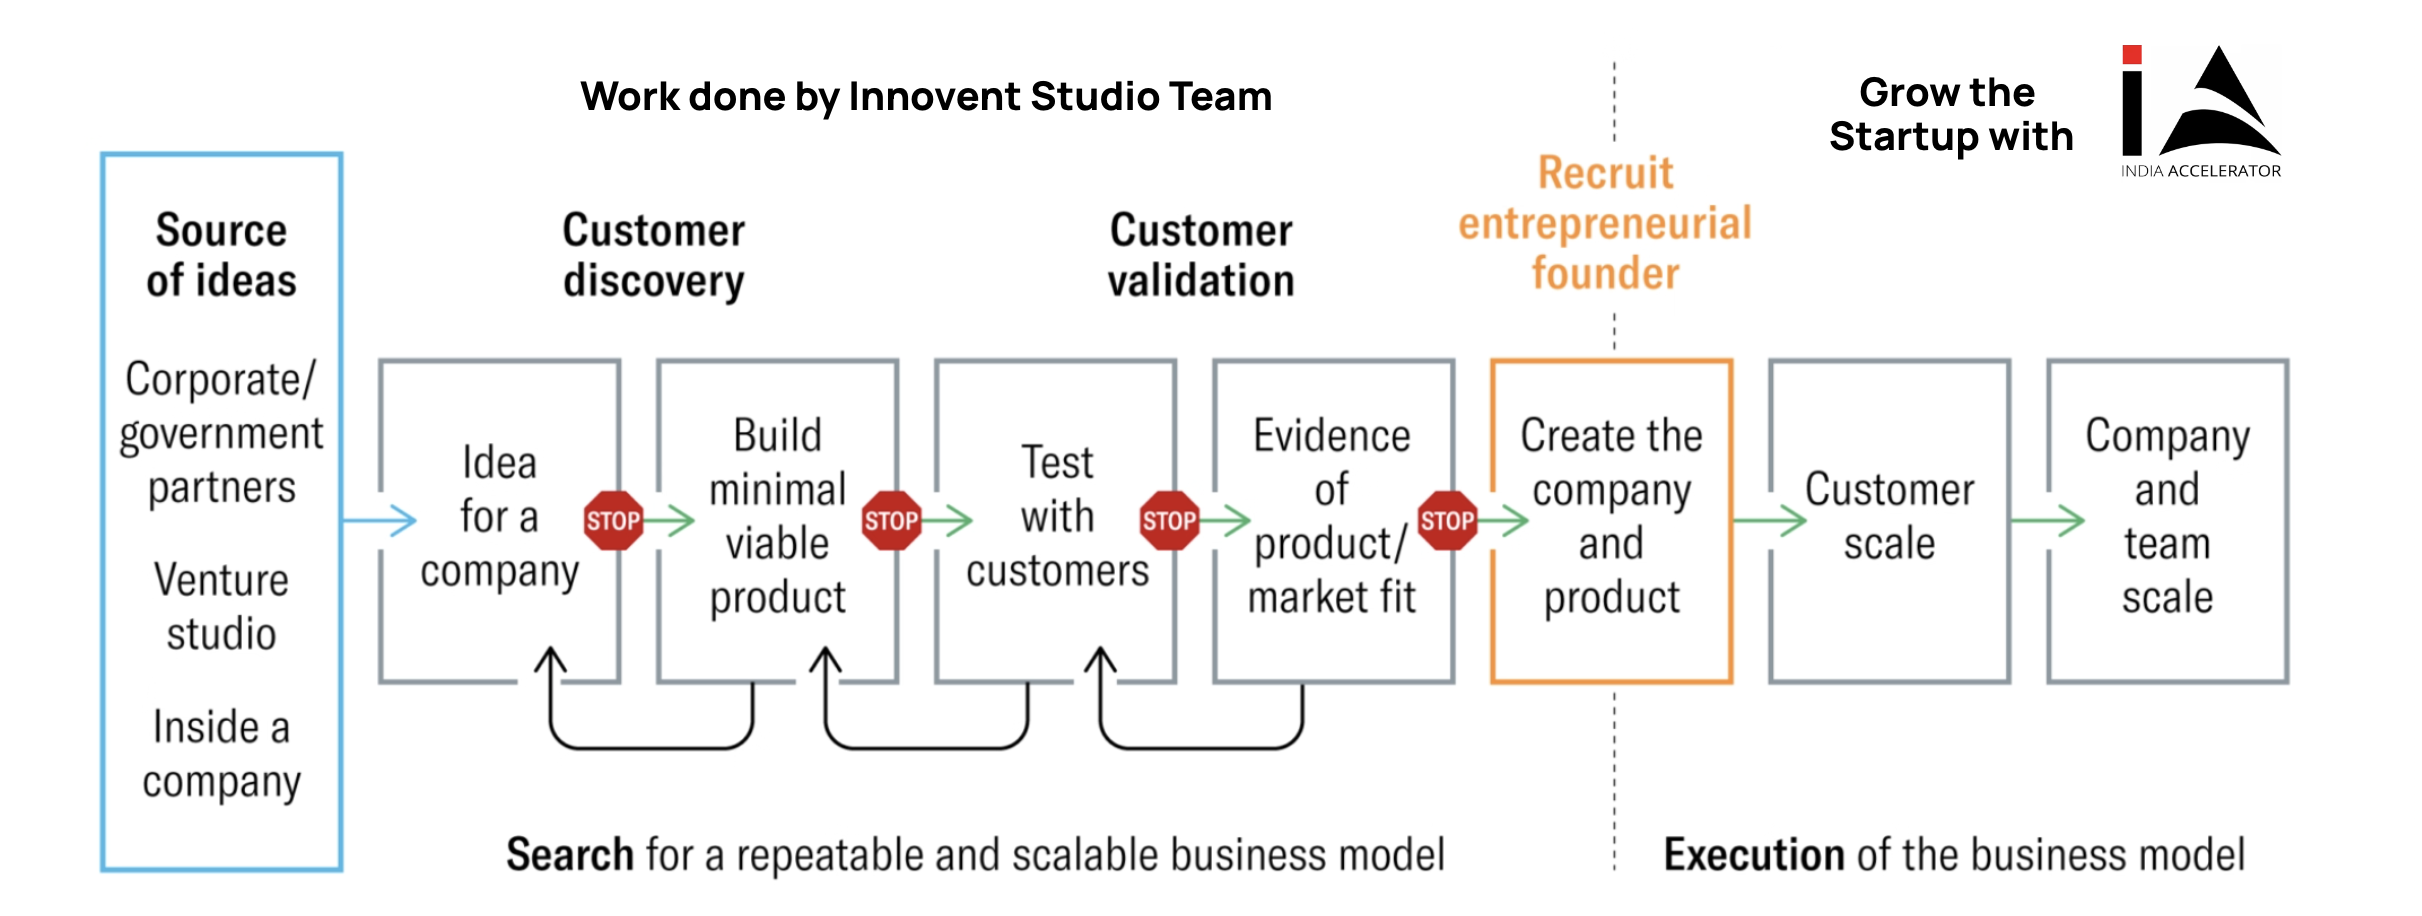 Work done by Innovent Studio Team
Grow the
Startup with
iA
INDIA ACCELERATOR
Source
of ideas
Corporate/
government
partners
Venture
studio
Inside a
company
Customer
discovery
Customer
validation
Recruit
entrepreneurial
founder
Idea
for a
company
STOP
Build
minimal
viable
product
STOP
Test
with
customers
STOP
Evidence
of
product/
market fit
STOP
Create the
company
and
product
Customer
scale
Company
and
team
scale
Search for a repeatable and scalable business model
Execution of the business model